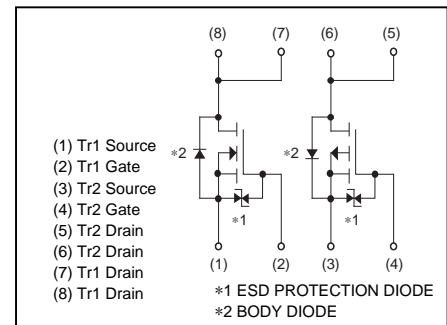 (8) (7) (6) (5)
∗2 ∗2
∗1 ∗1
(1) Tr1 Source
(2) Tr1 Gate
(3) Tr2 Source
(4) Tr2 Gate
(5) Tr2 Drain
(6) Tr2 Drain
(7) Tr1 Drain
(8) Tr1 Drain
(1) (2) (3) (4)
∗1 ESD PROTECTION DIODE
∗2 BODY DIODE